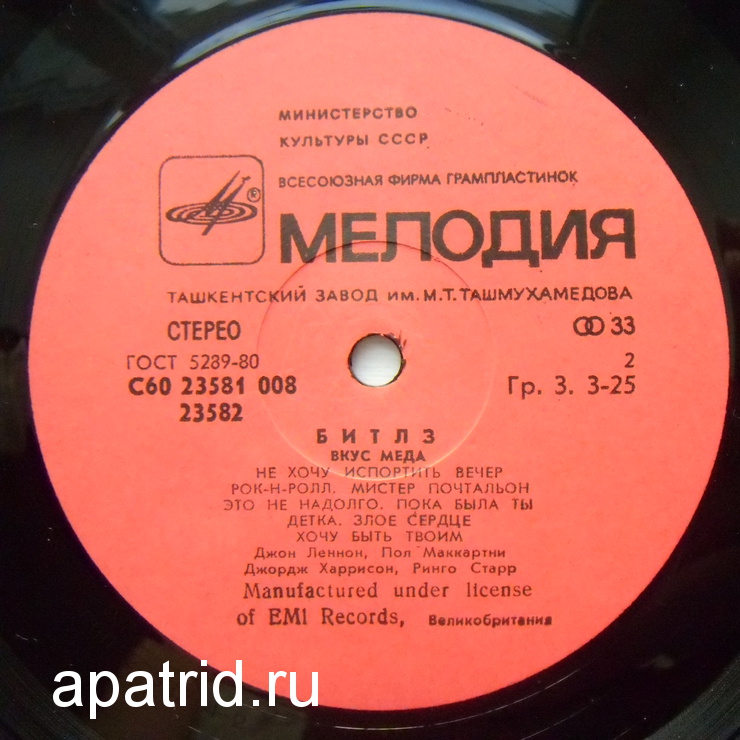 МИНИСТЕРСТВО
КУЛЬТУРЫ СССР
ВСЕСОЮЗНАЯ ФИРМА ГРАМПЛАСТИНОК
®
МЕЛОДИЯ
ТАШКЕНТСКИЙ ЗАВОД ИМ. М.Т. ТАШМУХАМЕДОВА
СТЕРЕО 33
ГОСТ 5289-80 2
С60 23581 008 Гр. 3. 3-25
23582
БИТЛЗ
ВКУС МЕДА
НЕ ХОЧУ ИСПОРТИТЬ ВЕЧЕР
РОК-Н-РОЛЛ. МИСТЕР ПОЧТАЛЬОН
ЭТО НЕ НАДОЛГО. ПОКА БЫЛА ТЫ
ДЕТКА. ЗЛОЕ СЕРДЦЕ
ХОЧУ БЫТЬ ТВОИМ
Джон Леннон, Пол Маккартни
Джордж Харрисон, Ринго Старр
Manufactured under license
of EMI Records, Великобритания
apatrid.ru